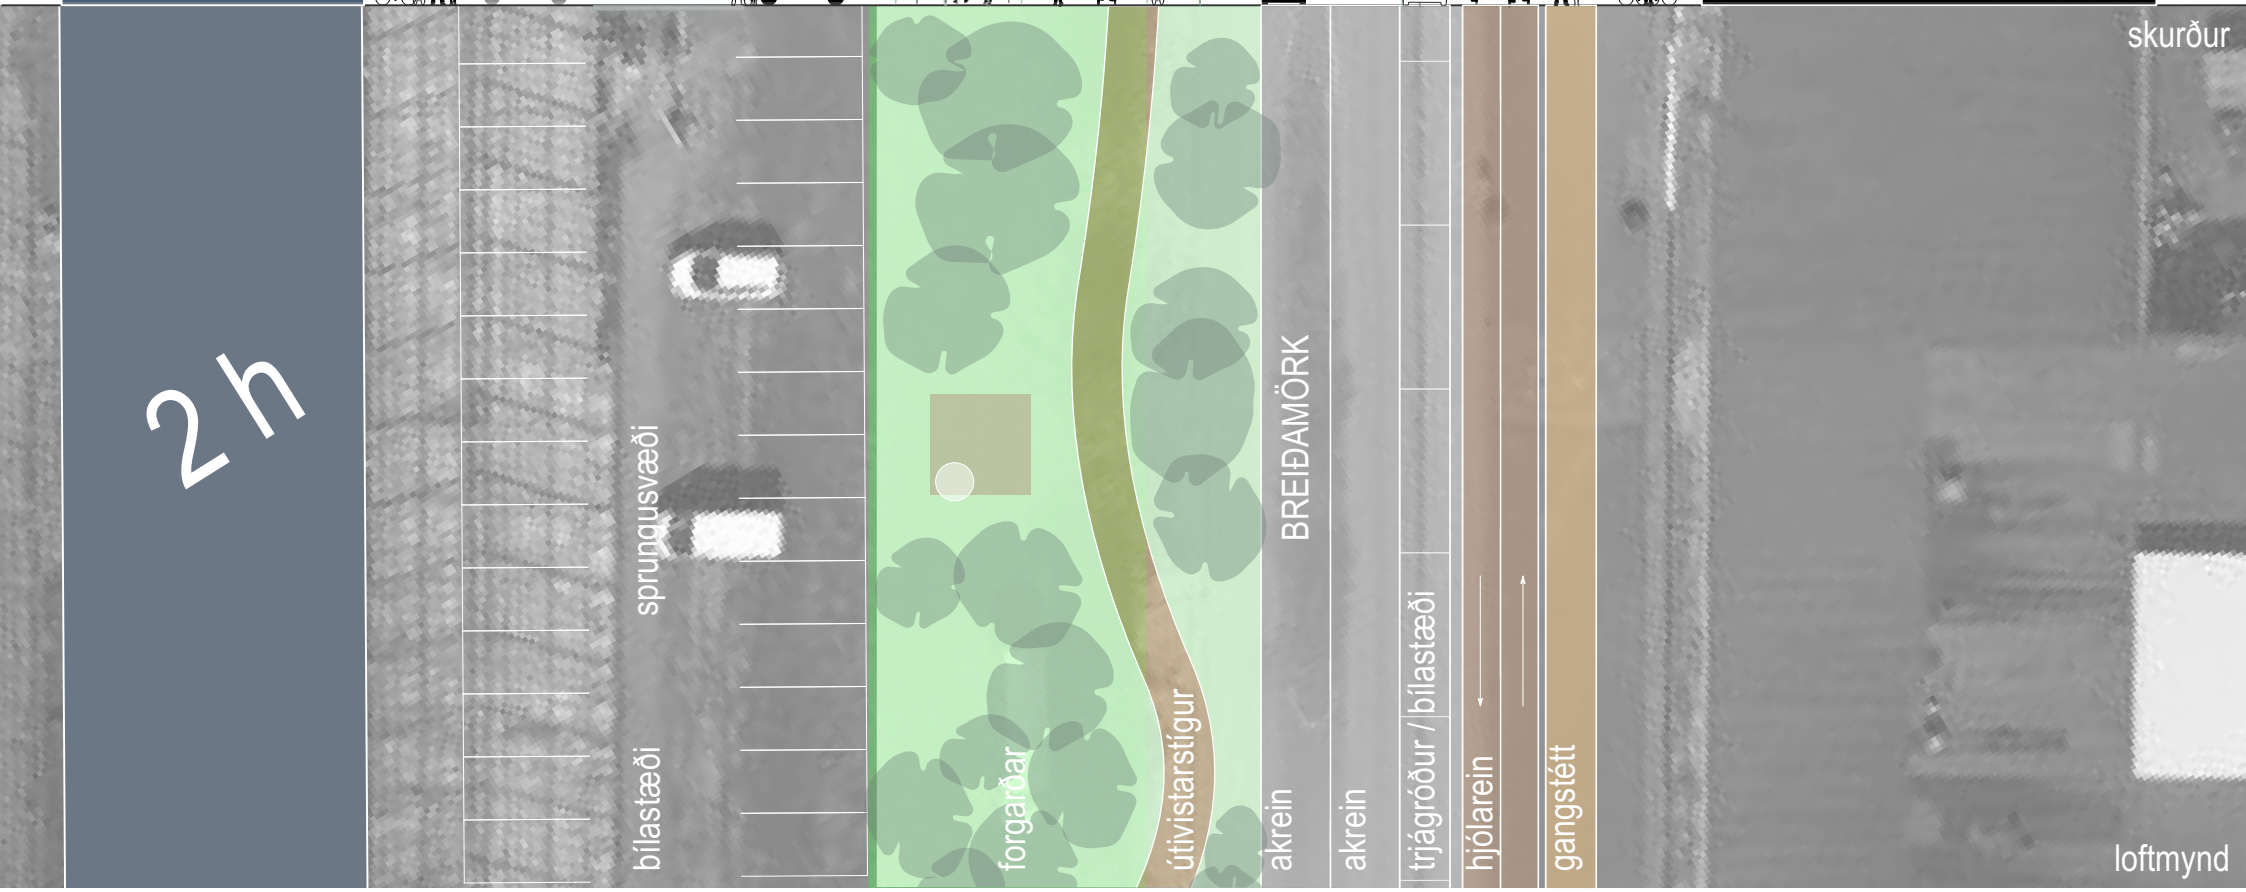 skurður
2 h
sprungusvæði
bílastæði
forgarðar
útivistarstígur
BREIÐAMÖRK
akrein
akrein
trjágróður / bílastæði
hjólarein
gangstétt
loftmynd